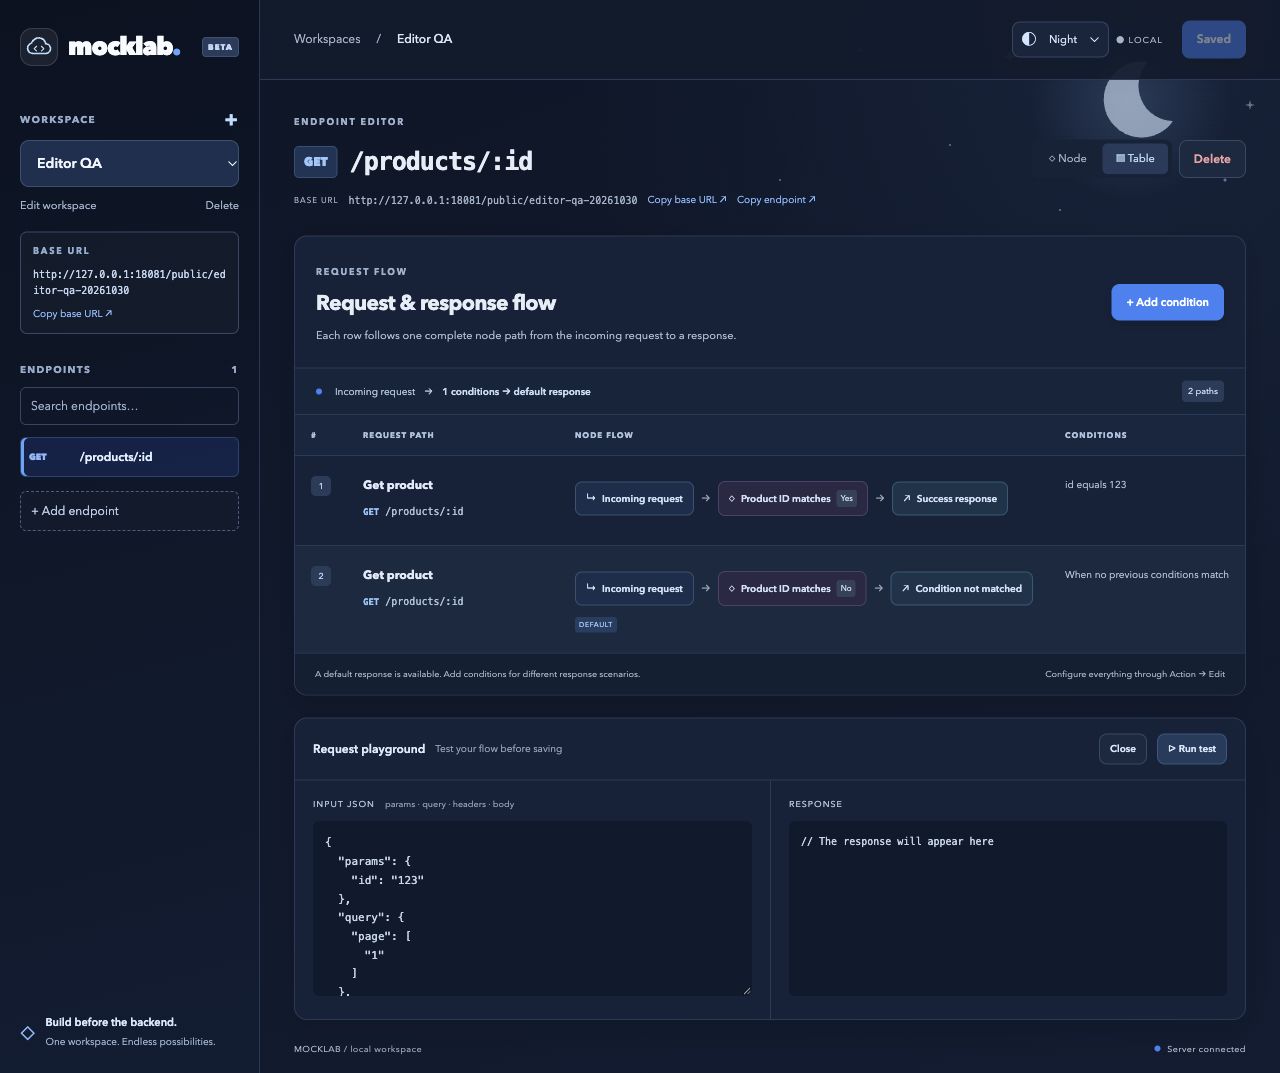 mocklab. BETA
WORKSPACE +
Editor QA
Edit workspace Delete
BASE URL
http://127.0.0.1:18081/public/ed
itor-qa-20261030
Copy base URL ↗
ENDPOINTS 1
Search endpoints…
GET /products/:id
+ Add endpoint
Build before the backend.
One workspace. Endless possibilities.
Workspaces / Editor QA
Night
LOCAL
Saved
ENDPOINT EDITOR
GET /products/:id
◇ Node
▦ Table
Delete
BASE URL http://127.0.0.1:18081/public/editor-qa-20261030 Copy base URL ↗ Copy endpoint ↗
REQUEST FLOW
Request & response flow
Each row follows one complete node path from the incoming request to a response.
+ Add condition
Incoming request → 1 conditions → default response
2 paths
# REQUEST PATH NODE FLOW CONDITIONS
1 Get product
GET /products/:id
↳ Incoming request → ◇ Product ID matches Yes → ↗ Success response
id equals 123
2 Get product
GET /products/:id
↳ Incoming request → ◇ Product ID matches No → ↗ Condition not matched
DEFAULT
When no previous conditions match
A default response is available. Add conditions for different response scenarios.
Configure everything through Action → Edit
Request playground Test your flow before saving
Close
▷ Run test
INPUT JSON params · query · headers · body
{
"params": {
"id": "123"
},
"query": {
"page": [
"1"
]
},
RESPONSE
// The response will appear here
MOCKLAB / local workspace
Server connected